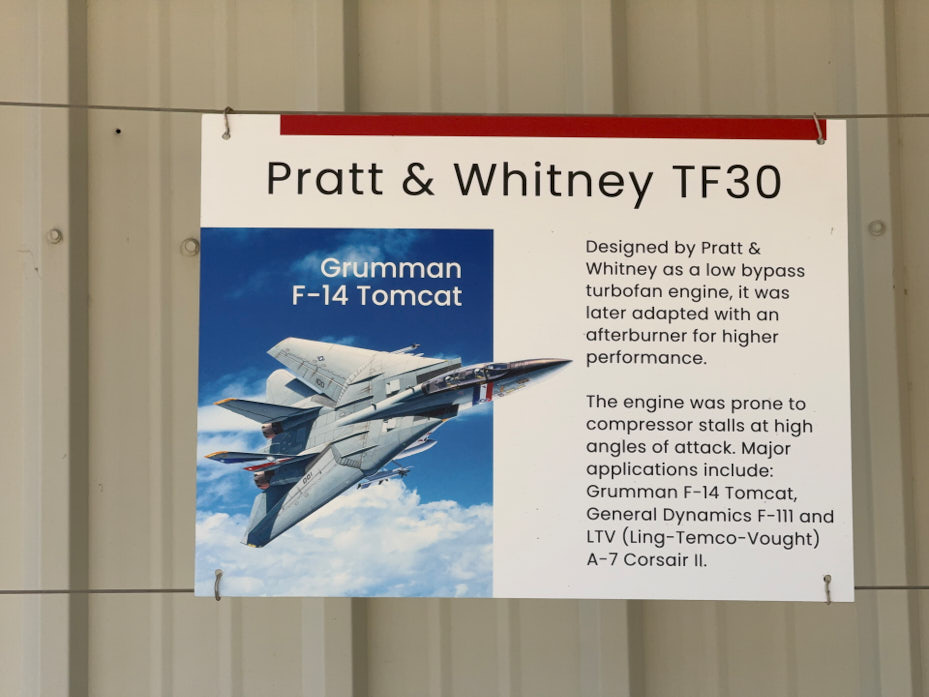 Pratt & Whitney TF30
Grumman
F-14 Tomcat
Designed by Pratt &
Whitney as a low bypass
turbofan engine, it was
later adapted with an
afterburner for higher
performance.
The engine was prone to
compressor stalls at high
angles of attack. Major
applications include:
Grumman F-14 Tomcat,
General Dynamics F-111 and
LTV (Ling-Temco-Vought)
A-7 Corsair II.